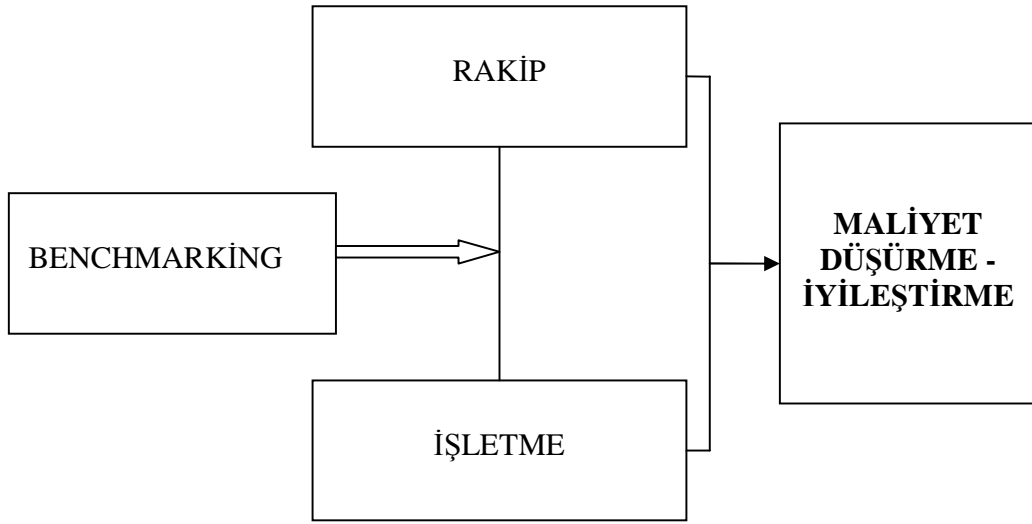 RAKİP
BENCHMARKİNG
MALİYET
DÜŞÜRME -
İYİLEŞTİRME
İŞLETME